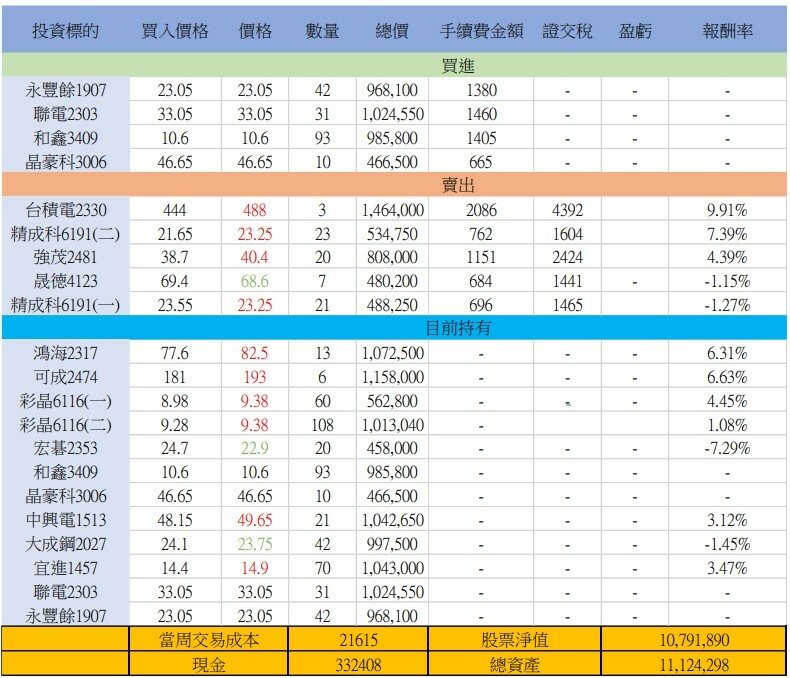 投資標的 買入價格 價格 數量 總價 手續費金額 證交稅 盈虧 報酬率
買進
永豐餘1907 23.05 23.05 42 968,100 1380 - - -
聯電2303 33.05 33.05 31 1,024,550 1460 - - -
和鑫3409 10.6 10.6 93 985,800 1405 - - -
晶豪科3006 46.65 46.65 10 466,500 665 - - -
賣出
台積電2330 444 488 3 1,464,000 2086 4392 9.91%
精成科6191(二) 21.65 23.25 23 534,750 762 1604 7.39%
強茂2481 38.7 40.4 20 808,000 1151 2424 4.39%
晟德4123 69.4 68.6 7 480,200 684 1441 - -1.15%
精成科6191(一) 23.55 23.25 21 488,250 696 1465 -1.27%
目前持有
鴻海2317 77.6 82.5 13 1,072,500 - - - 6.31%
可成2474 181 193 6 1,158,000 - - - 6.63%
彩晶6116(一) 8.98 9.38 60 562,800 - - - 4.45%
彩晶6116(二) 9.28 9.38 108 1,013,040 - - - 1.08%
宏碁2353 24.7 22.9 20 458,000 - - - -7.29%
和鑫3409 10.6 10.6 93 985,800 - - - -
晶豪科3006 46.65 46.65 10 466,500 - - - -
中興電1513 48.15 49.65 21 1,042,650 - - - 3.12%
大成鋼2027 24.1 23.75 42 997,500 - - - -1.45%
宜進1457 14.4 14.9 70 1,043,000 - - - 3.47%
聯電2303 33.05 33.05 31 1,024,550 - - - -
永豐餘1907 23.05 23.05 42 968,100 - - - -
當周交易成本 21615 股票淨值 10,791,890
現金 332408 總資產 11,124,298